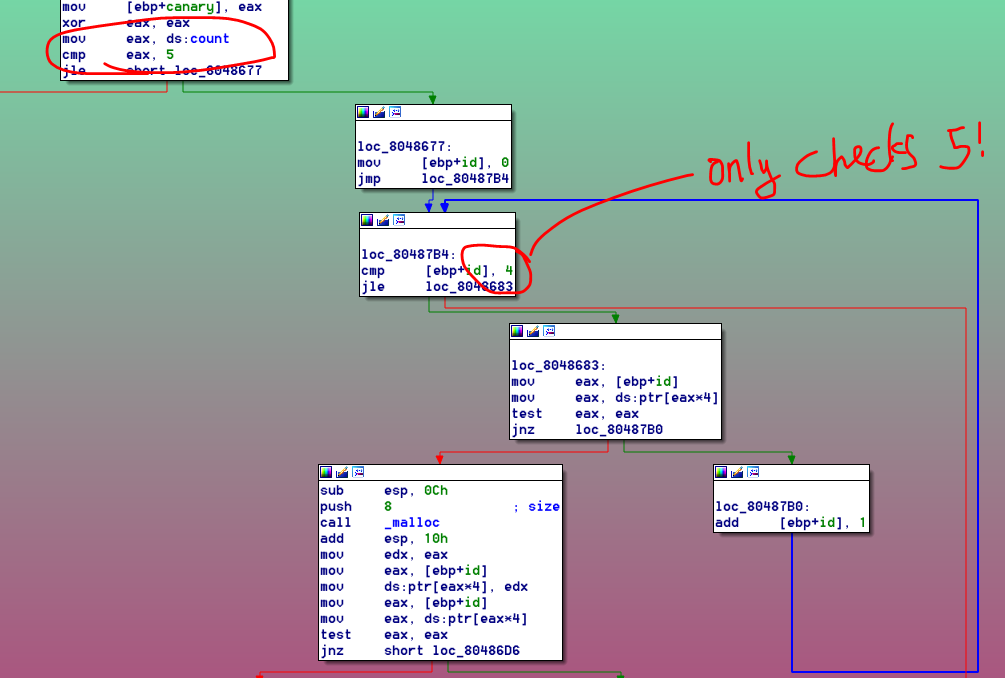 mov [ebp+canary], eax
xor eax, eax
mov eax, ds:count
cmp eax, 5
jle short loc_8048677
loc_8048677:
mov [ebp+id], 0
jmp loc_80487B4
only checks 5!
loc_80487B4:
cmp [ebp+id], 4
jle loc_8048683
loc_8048683:
mov eax, [ebp+id]
mov eax, ds:ptr[eax*4]
test eax, eax
jnz loc_80487B0
sub esp, 0Ch
push 8 ; size
call _malloc
add esp, 10h
mov edx, eax
mov eax, [ebp+id]
mov ds:ptr[eax*4], edx
mov eax, [ebp+id]
mov eax, ds:ptr[eax*4]
test eax, eax
jnz short loc_80486D6
loc_80487B0:
add [ebp+id], 1